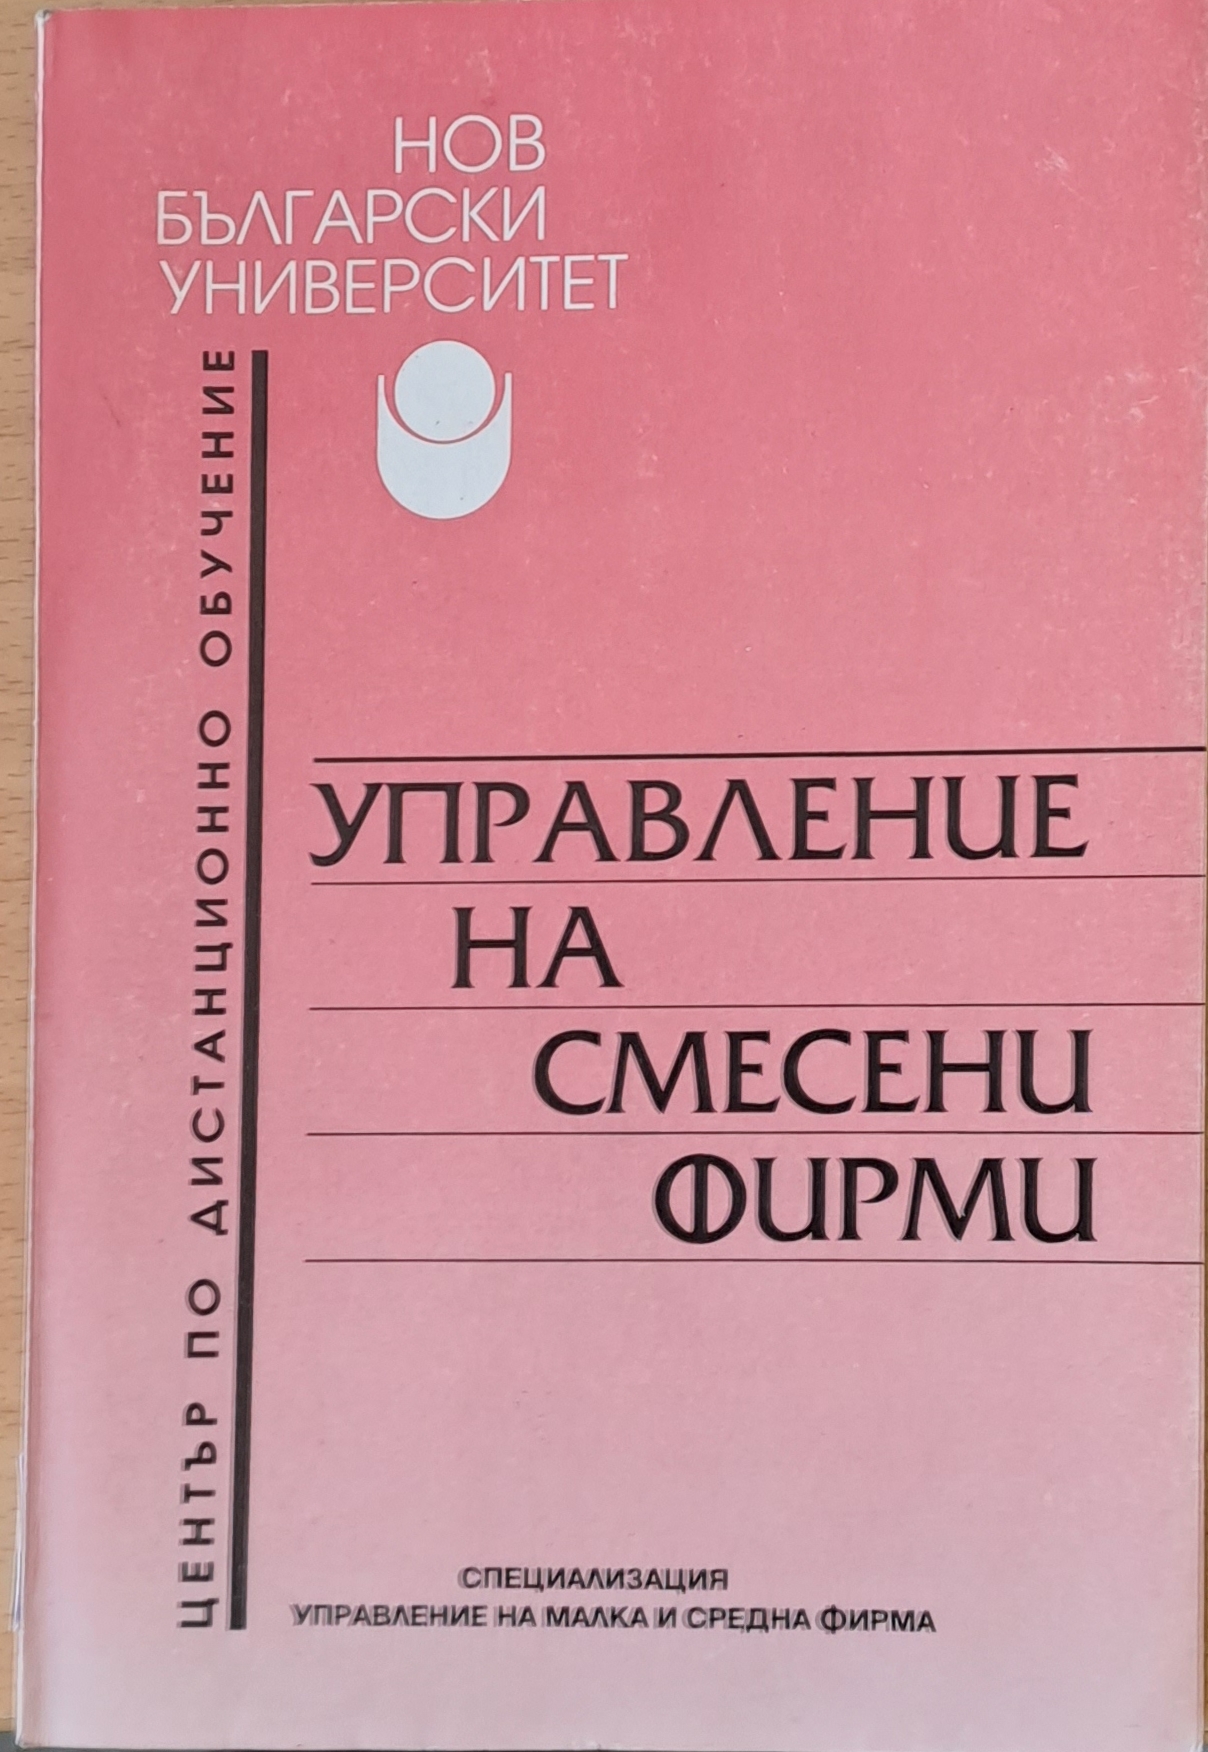 НОВ
БЪЛГАРСКИ
УНИВЕРСИТЕТ
ЦЕНТЪР ПО ДИСТАНЦИОННО ОБУЧЕНИЕ
УПРАВЛЕНИЕ
НА
СМЕСЕНИ
ФИРМИ
СПЕЦИАЛИЗАЦИЯ
УПРАВЛЕНИЕ НА МАЛКА И СРЕДНА ФИРМА